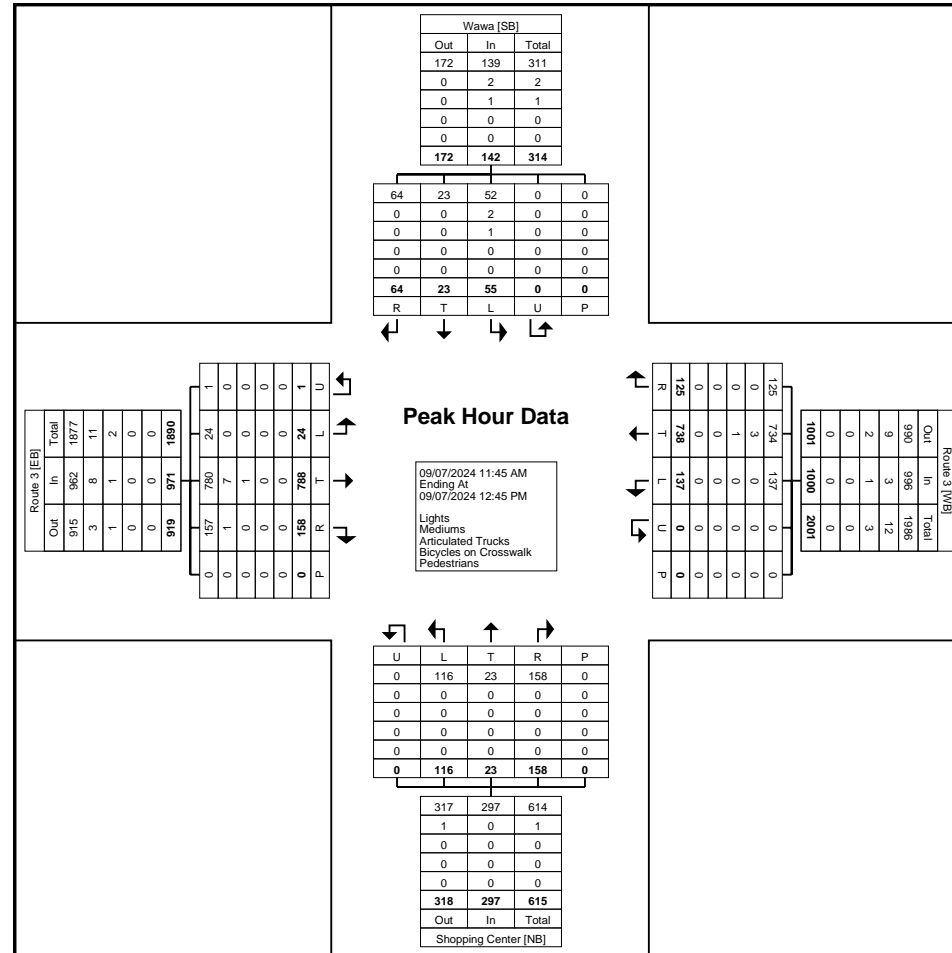 Wawa [SB]
Out In Total
172 139 311
0 2 2
0 1 1
0 0 0
0 0 0
172 142 314
64 23 52 0 0
0 0 2 0 0
0 0 1 0 0
0 0 0 0 0
0 0 0 0 0
64 23 55 0 0
R T L U P
Route 3 [EB]
Total 1877 11 2 0 0 1890
In 962 8 1 0 0 971
Out 915 3 1 0 0 919
1 0 0 0 0 1 U
24 0 0 0 0 24 L
780 7 1 0 0 788 T
157 1 0 0 0 158 R
0 0 0 0 0 0 P
Peak Hour Data
09/07/2024 11:45 AM
Ending At
09/07/2024 12:45 PM
Lights
Mediums
Articulated Trucks
Bicycles on Crosswalk
Pedestrians
R 125 0 0 0 0 125
T 738 0 0 1 3 734
L 137 0 0 0 0 137
U 0 0 0 0 0 0
P 0 0 0 0 0 0
1001 0 0 2 9 990 Out
1000 0 0 1 3 996 In
2001 0 0 3 12 1986 Total
Route 3 [WB]
U L T R P
0 116 23 158 0
0 0 0 0 0
0 0 0 0 0
0 0 0 0 0
0 0 0 0 0
0 116 23 158 0
317 297 614
1 0 1
0 0 0
0 0 0
0 0 0
318 297 615
Out In Total
Shopping Center [NB]